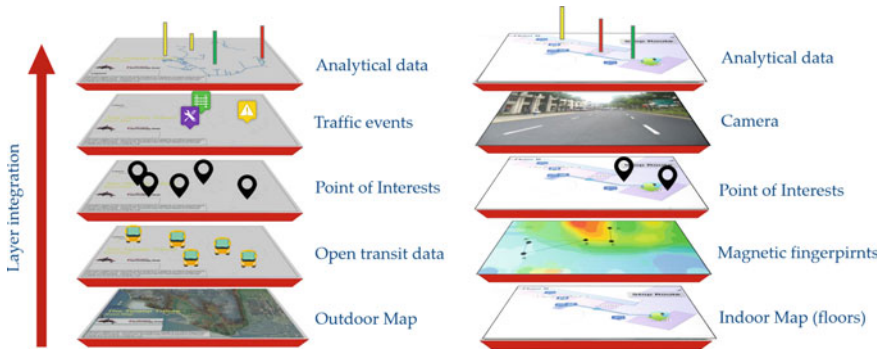 Layer integration
Analytical data
Traffic events
Point of Interests
Open transit data
Outdoor Map
Analytical data
Camera
Point of Interests
Magnetic fingerpirnts
Indoor Map (floors)